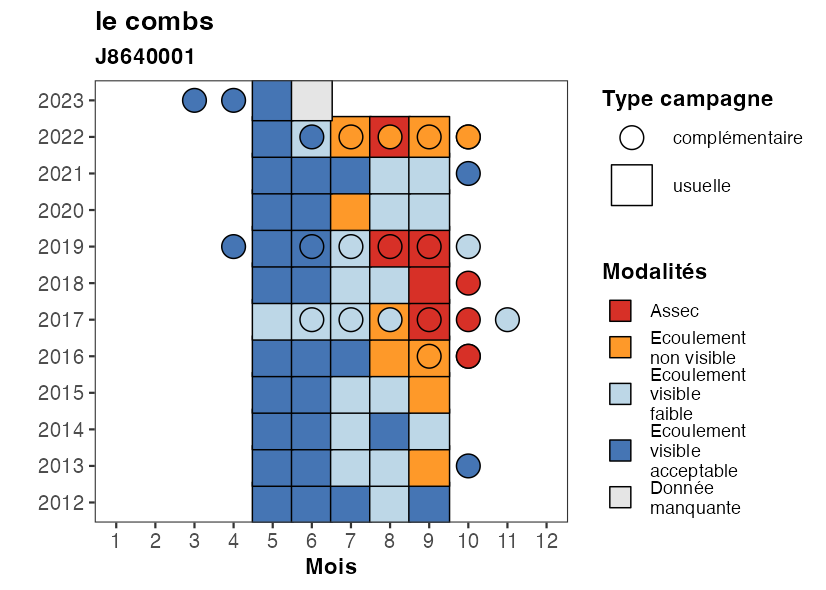 le combs
J8640001
2023
2022
2021
2020
2019
2018
2017
2016
2015
2014
2013
2012
1 2 3 4 5 6 7 8 9 10 11 12
Mois
Type campagne
complémentaire
usuelle
Modalités
Assec
Ecoulement
non visible
Ecoulement
visible
faible
Ecoulement
visible
acceptable
Donnée
manquante